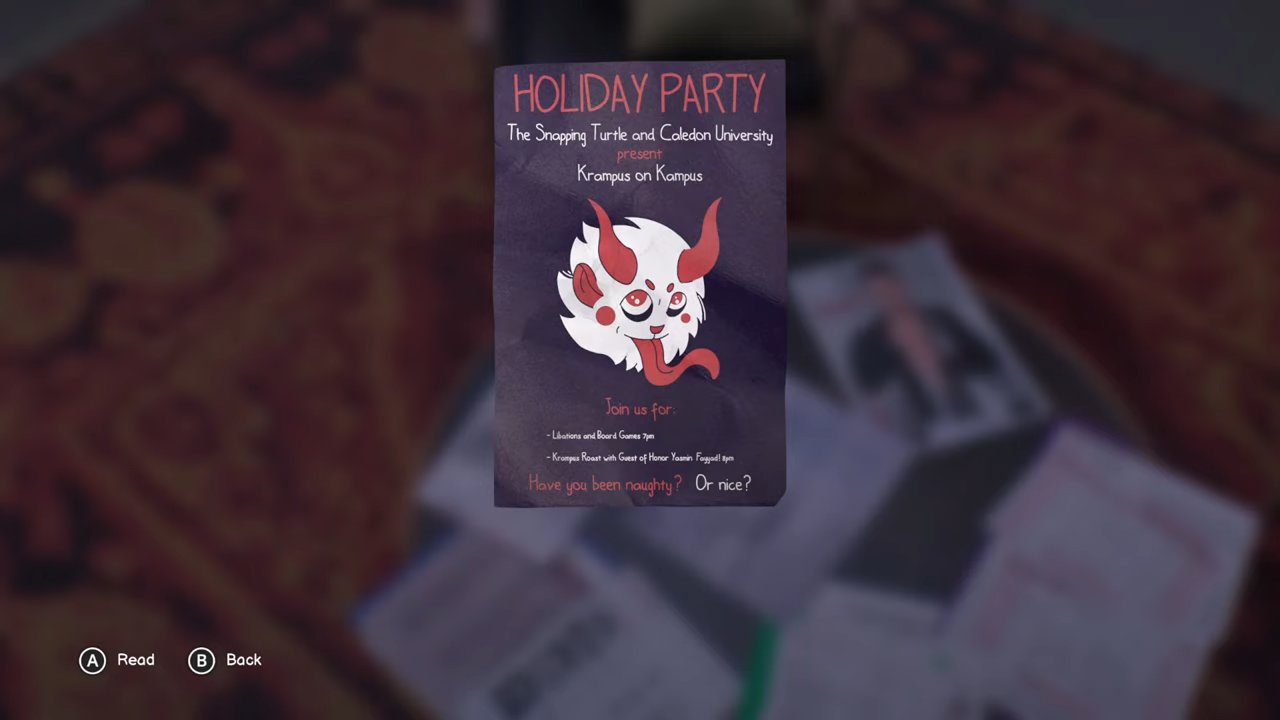 HOLIDAY PARTY
The Snapping Turtle and Caledon University
present
Krampus on Kampus
Join us for:
- Libations and Board Games 7pm
- Krampus Roast with Guest of Honor Yasmin Fayyad! 8pm
Have you been naughty? Or nice?
A Read B Back